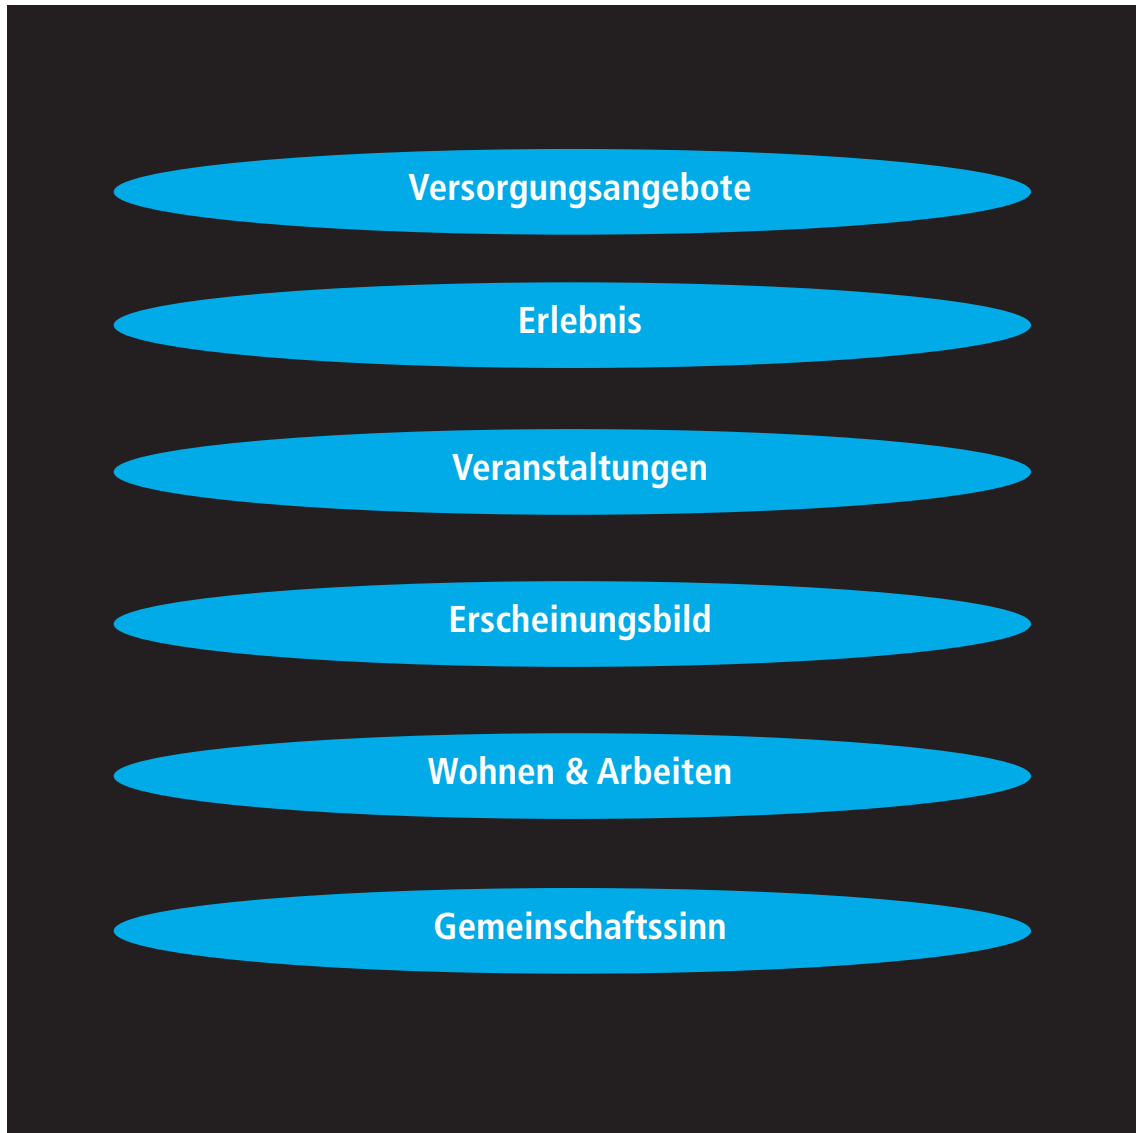 Versorgungsangebote
Erlebnis
Veranstaltungen
Erscheinungsbild
Wohnen & Arbeiten
Gemeinschaftssinn